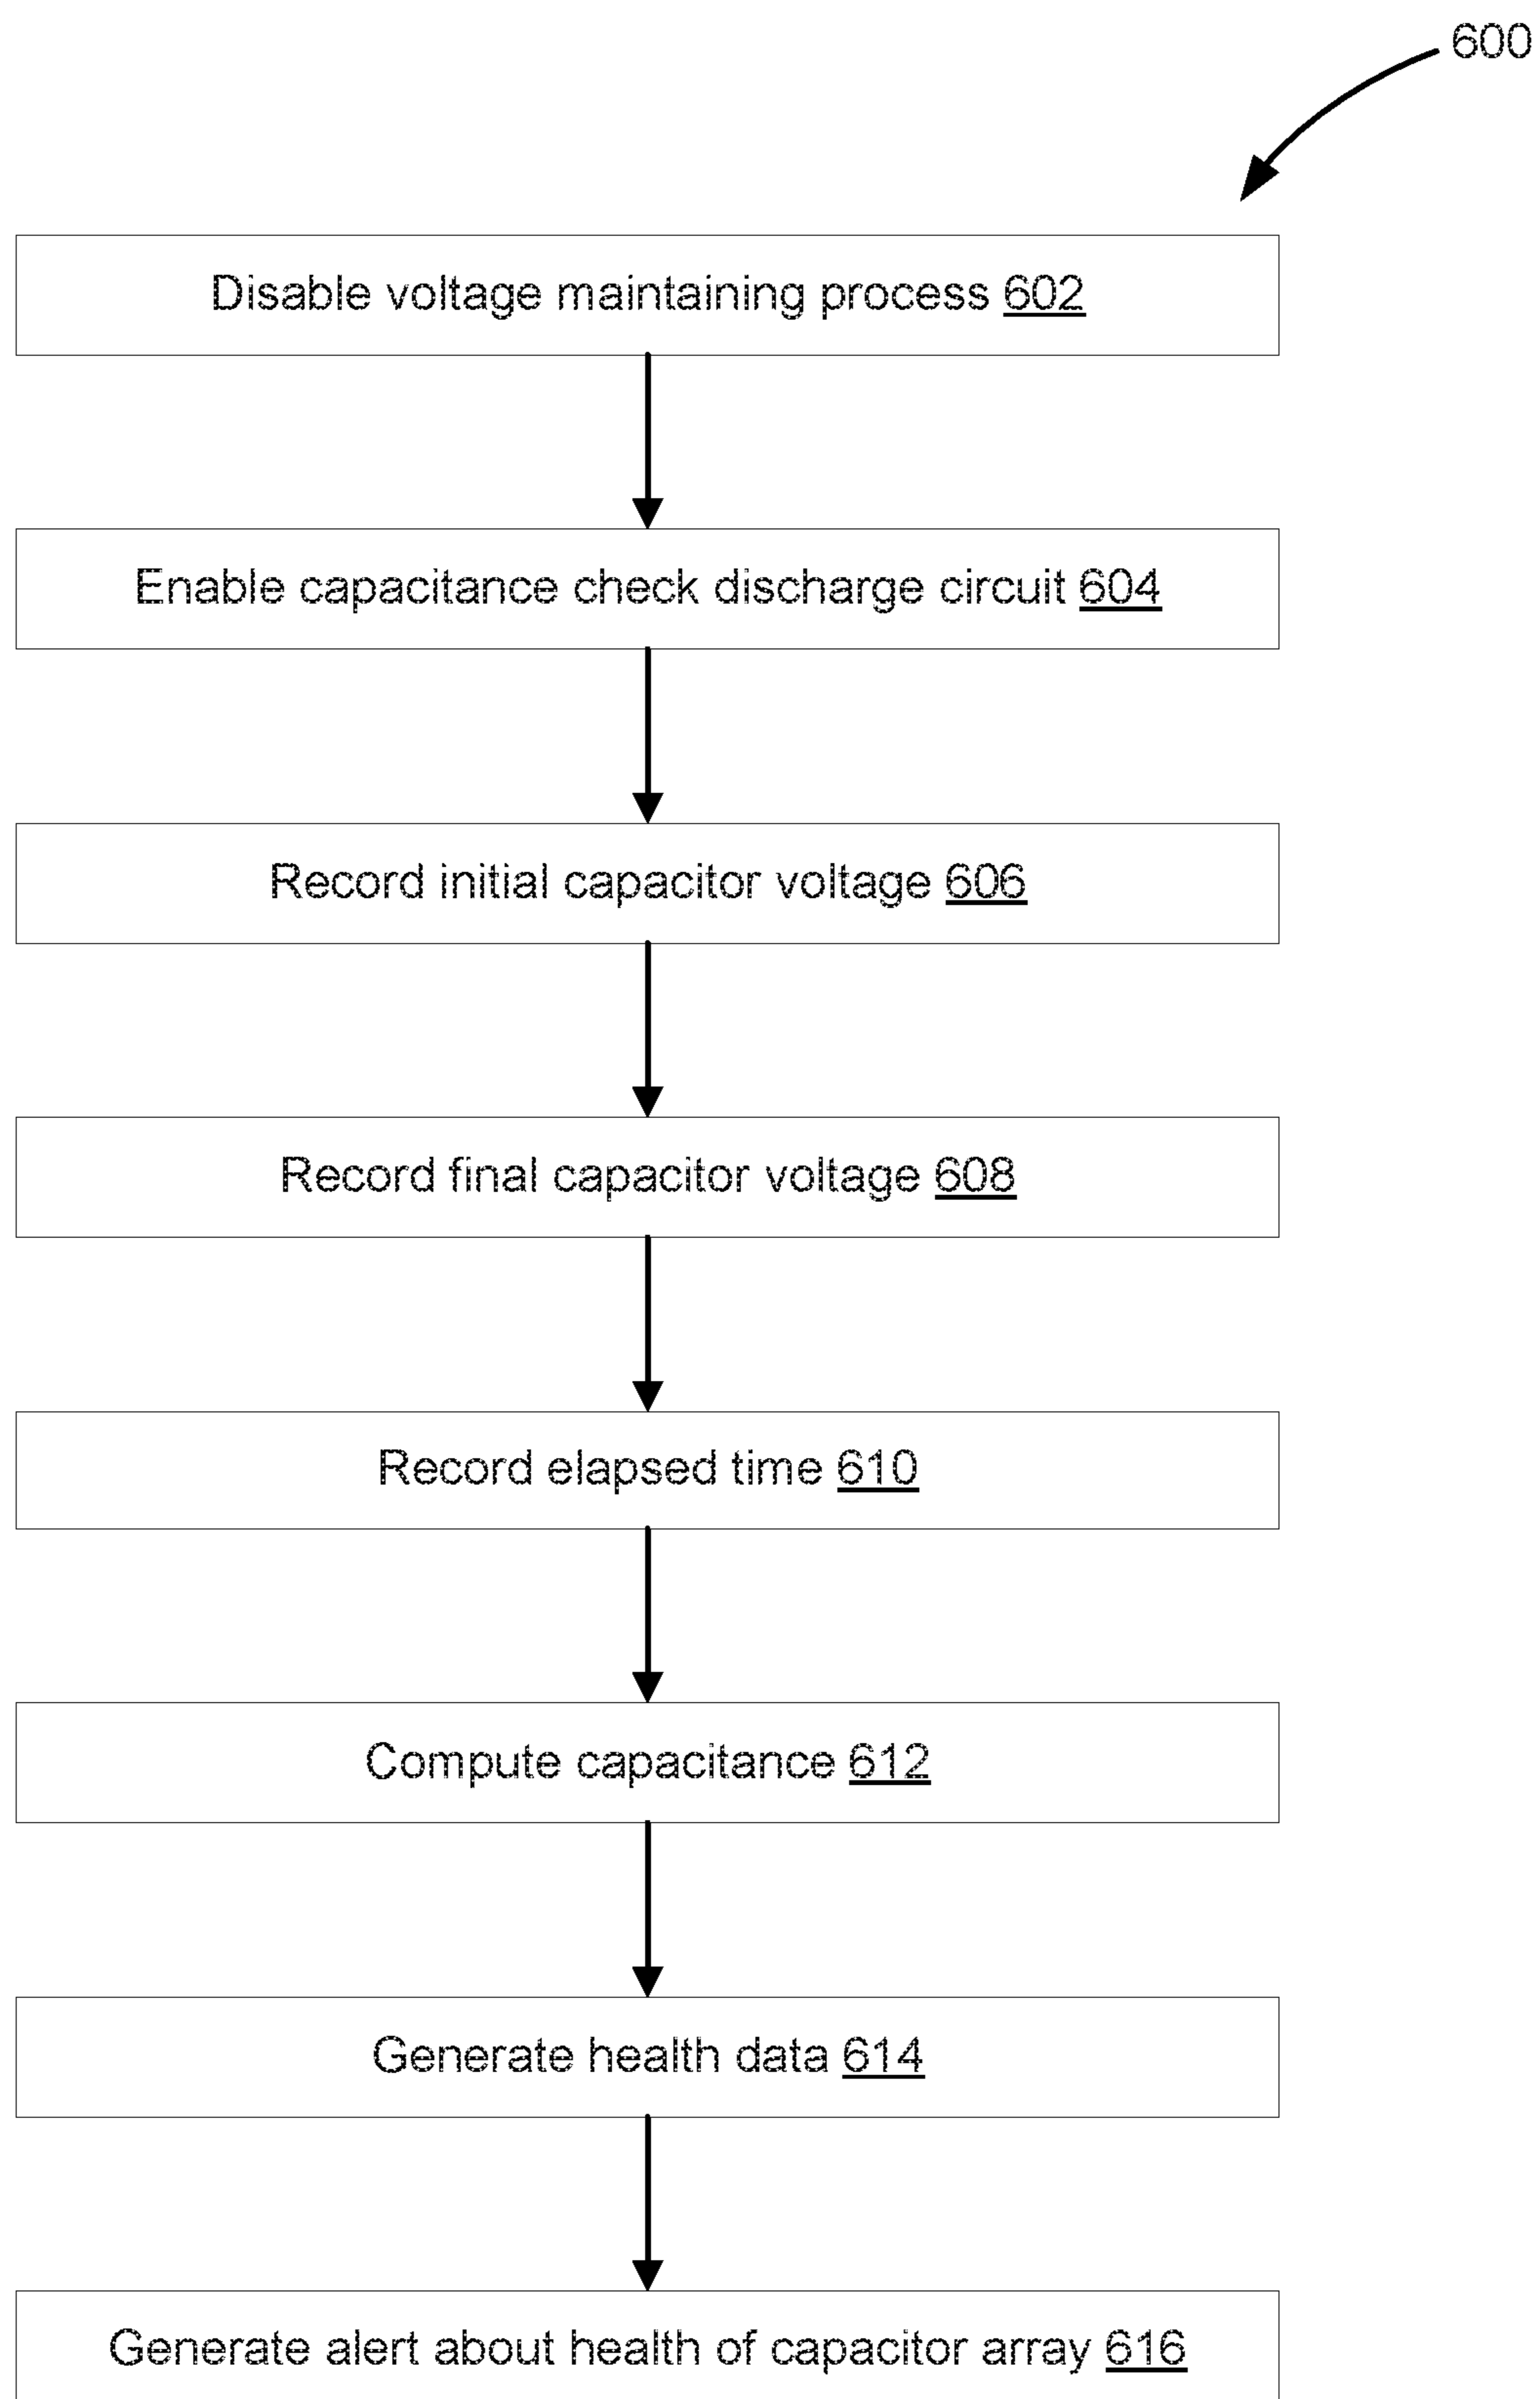 600
Disable voltage maintaining process 602
Enable capacitance check discharge circuit 604
Record initial capacitor voltage 606
Record final capacitor voltage 608
Record elapsed time 610
Compute capacitance 612
Generate health data 614
Generate alert about health of capacitor array 616